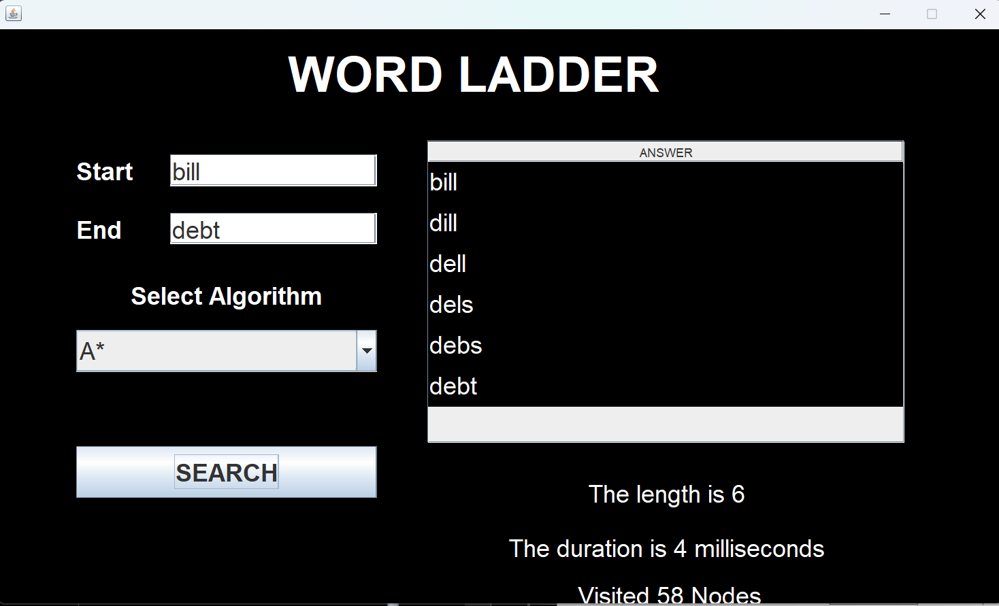 WORD LADDER
Start
bill
End
debt
Select Algorithm
A*
SEARCH
ANSWER
bill
dill
dell
dels
debs
debt
The length is 6
The duration is 4 milliseconds
Visited 58 Nodes